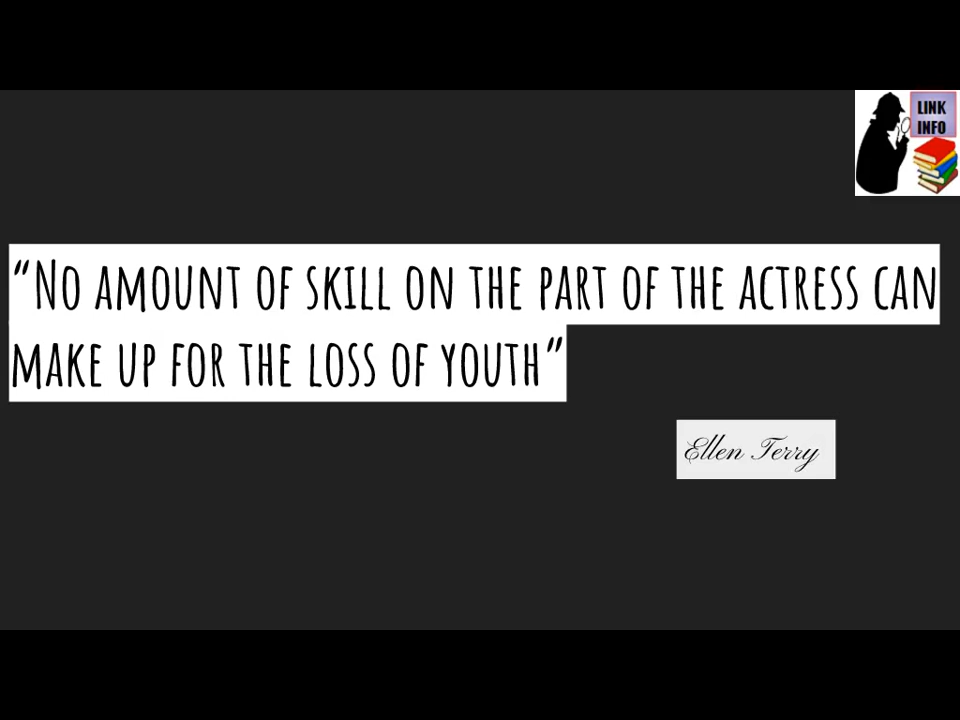 LINK
INFO
“No amount of skill on the part of the actress can
make up for the loss of youth”
Ellen Terry